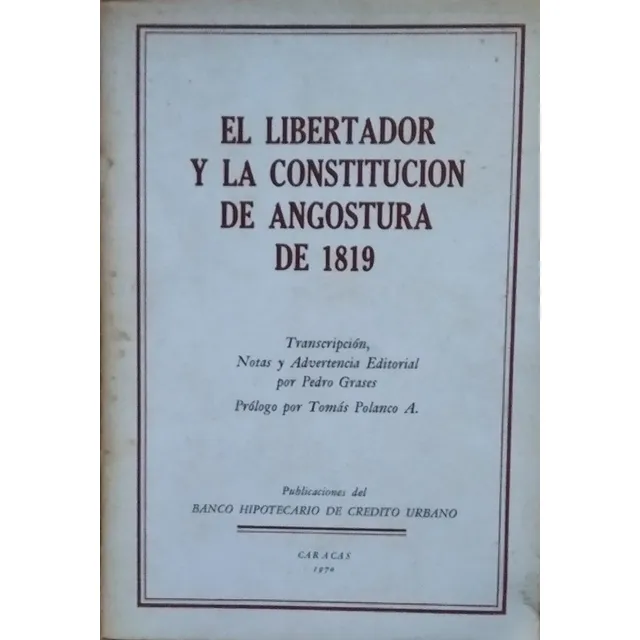 EL LIBERTADOR
Y LA CONSTITUCION
DE ANGOSTURA
DE 1819
Transcripción,
Notas y Advertencia Editorial
por Pedro Grases
Prólogo por Tomás Polanco A.
Publicaciones del
BANCO HIPOTECARIO DE CREDITO URBANO
CARACAS
1970